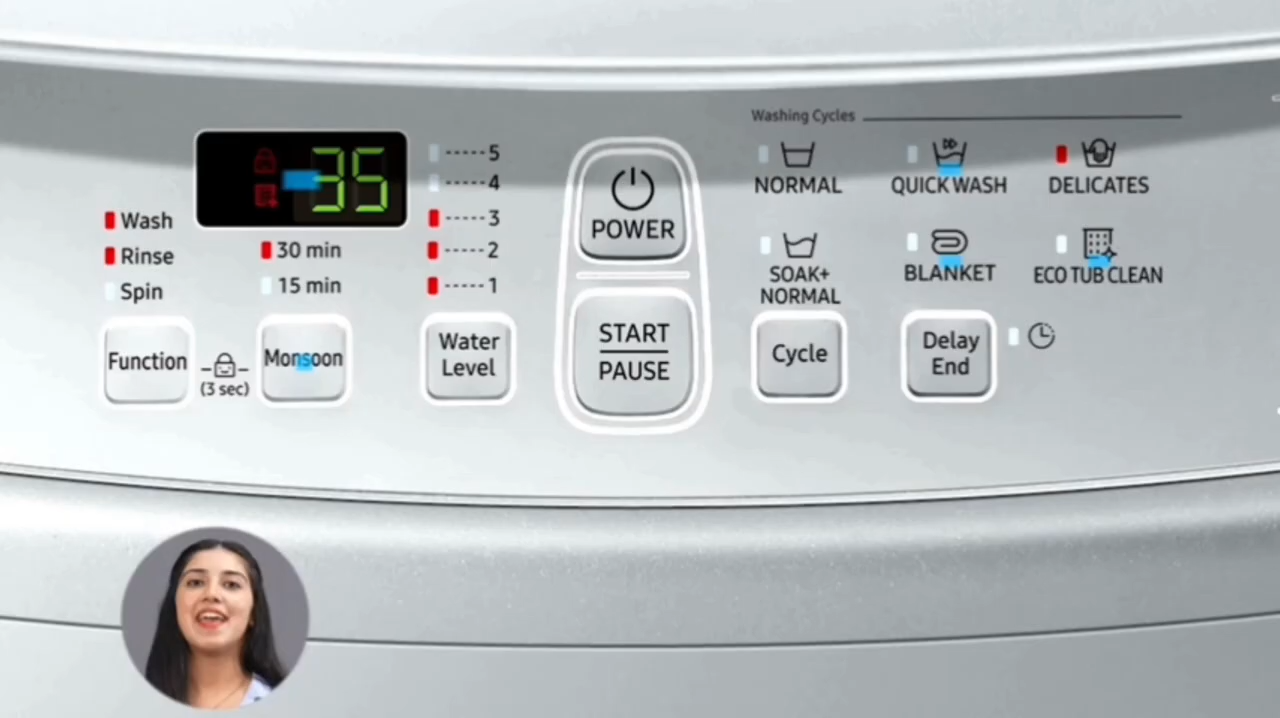 Washing Cycles
35
5
4
3
2
1
Wash
Rinse
Spin
30 min
15 min
POWER
START
PAUSE
NORMAL
QUICK WASH
DELICATES
SOAK+
NORMAL
BLANKET
ECO TUB CLEAN
Function
(3 sec)
Monsoon
Water
Level
Cycle
Delay
End